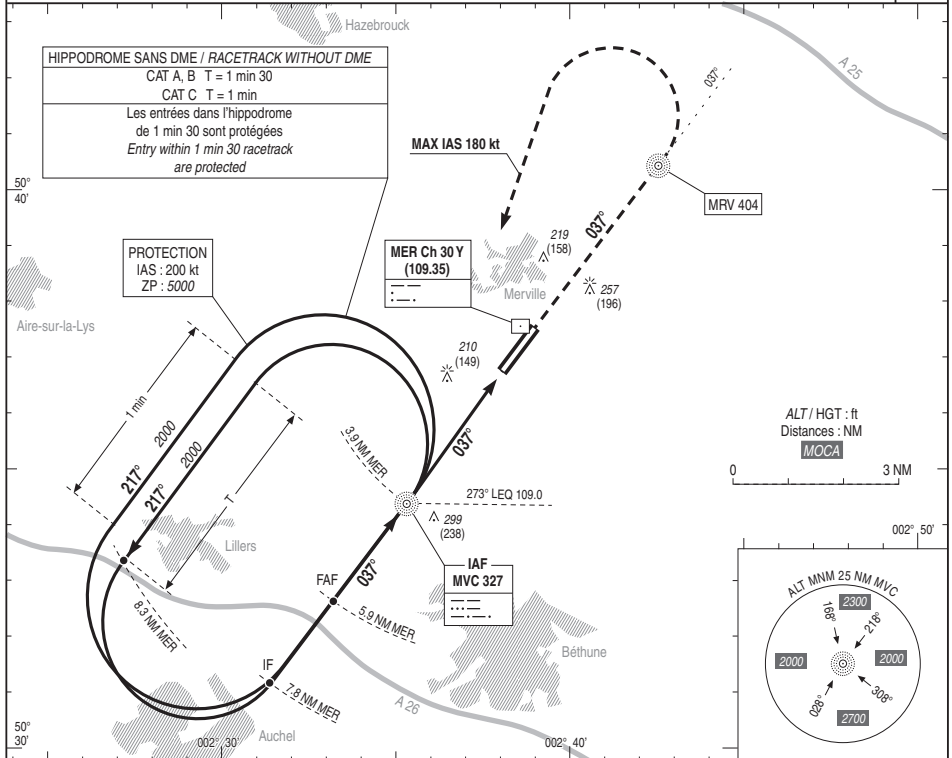 Hazebrouck
HIPPODROME SANS DME / RACETRACK WITHOUT DME
CAT A, B T = 1 min 30
CAT C T = 1 min
Les entrées dans l'hippodrome
de 1 min 30 sont protégées
Entry within 1 min 30 racetrack
are protected
A 25
037°
MAX IAS 180 kt
50°
40'
MRV 404
037°
219
(158)
MER Ch 30 Y
(109.35)
Merville
257
(196)
PROTECTION
IAS : 200 kt
ZP : 5000
Aire-sur-la-Lys
210
(149)
1 min
2000
2000
217°
217°
T
3.9 NM MER
037°
ALT / HGT : ft
Distances : NM
MOCA
0 3 NM
273° LEQ 109.0
299
(238)
002° 50'
Lillers
IAF
MVC 327
FAF
037°
5.9 NM MER
8.3 NM MER
Béthune
IF
7.8 NM MER
A 26
Auchel
50°
30'
002° 30'
002° 40'
ALT MNM 25 NM MVC
2300
168°
218°
2000
2000
028°
308°
2700